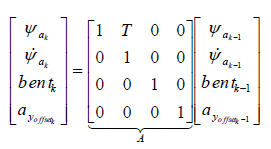 ψ_{a_k} 1 T 0 0 ψ_{a_{k-1}}
ψ̇_{a_k} 0 1 0 0 ψ̇_{a_{k-1}}
bent_k = 0 0 1 0 bent_{k-1}
a_{y_{offset_k}} 0 0 0 1 a_{y_{offset_{k-1}}}
A